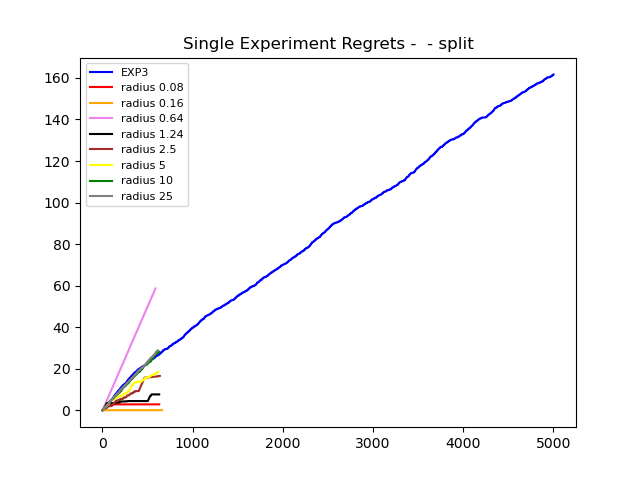 Single Experiment Regrets -  - split
EXP3
radius 0.08
radius 0.16
radius 0.64
radius 1.24
radius 2.5
radius 5
radius 10
radius 25
160
140
120
100
80
60
40
20
0
0 1000 2000 3000 4000 5000